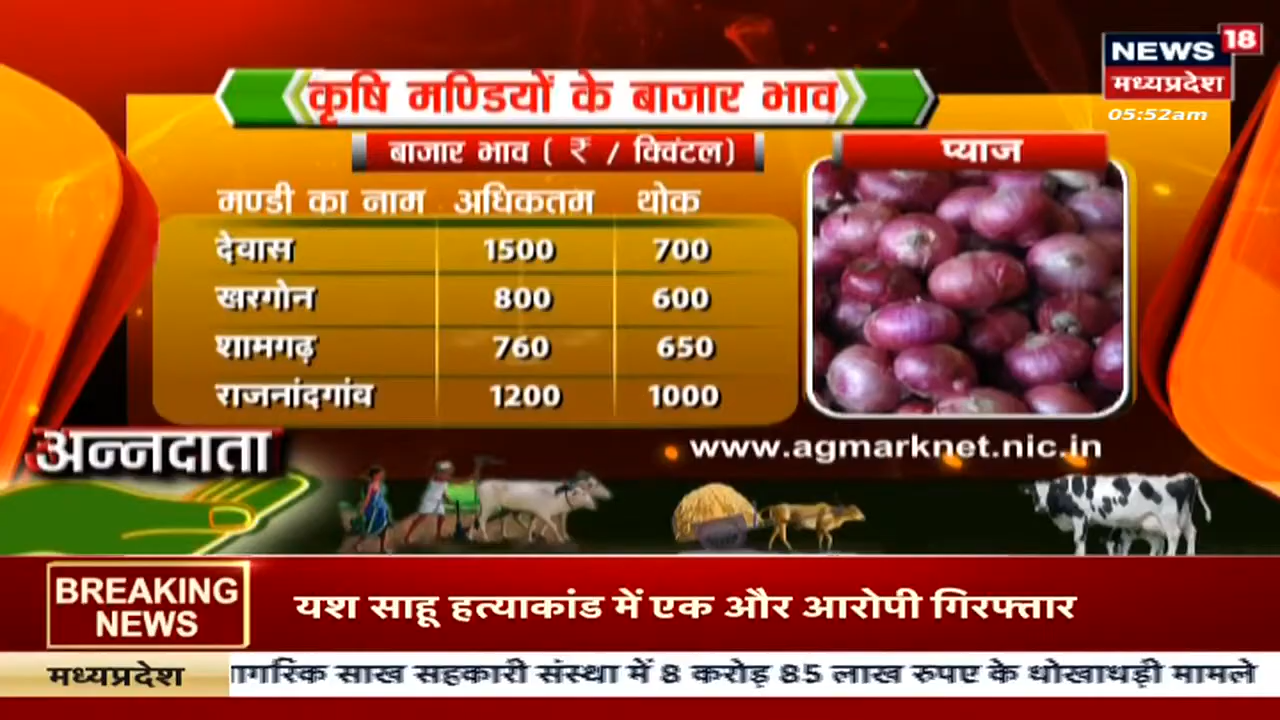 कृषि मण्डियों के बाजार भाव
NEWS 18
मध्यप्रदेश
05:52am
बाजार भाव ( ₹ / क्विंटल)
प्याज
मण्डी का नाम अधिकतम थोक
देवास 1500 700
खरगोन 800 600
शामगढ़ 760 650
राजनांदगांव 1200 1000
अन्नदाता
www.agmarknet.nic.in
BREAKING NEWS
यश साहू हत्याकांड में एक और आरोपी गिरफ्तार
मध्यप्रदेश
साख सहकारी संस्था में 8 करोड़ 85 लाख रुपए के धोखाधड़ी मामले